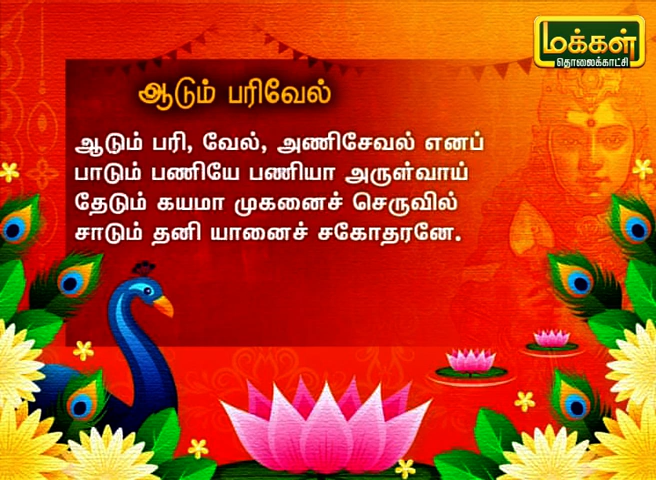 மக்கள்
தொலைக்காட்சி
ஆடும் பரிவேல்
ஆடும் பரி, வேல், அணிசேவல் எனப்
பாடும் பணியே பணியா அருள்வாய்
தேடும் கயமா முகனைச் செருவில்
சாடும் தனி யானைச் சகோதரனே.